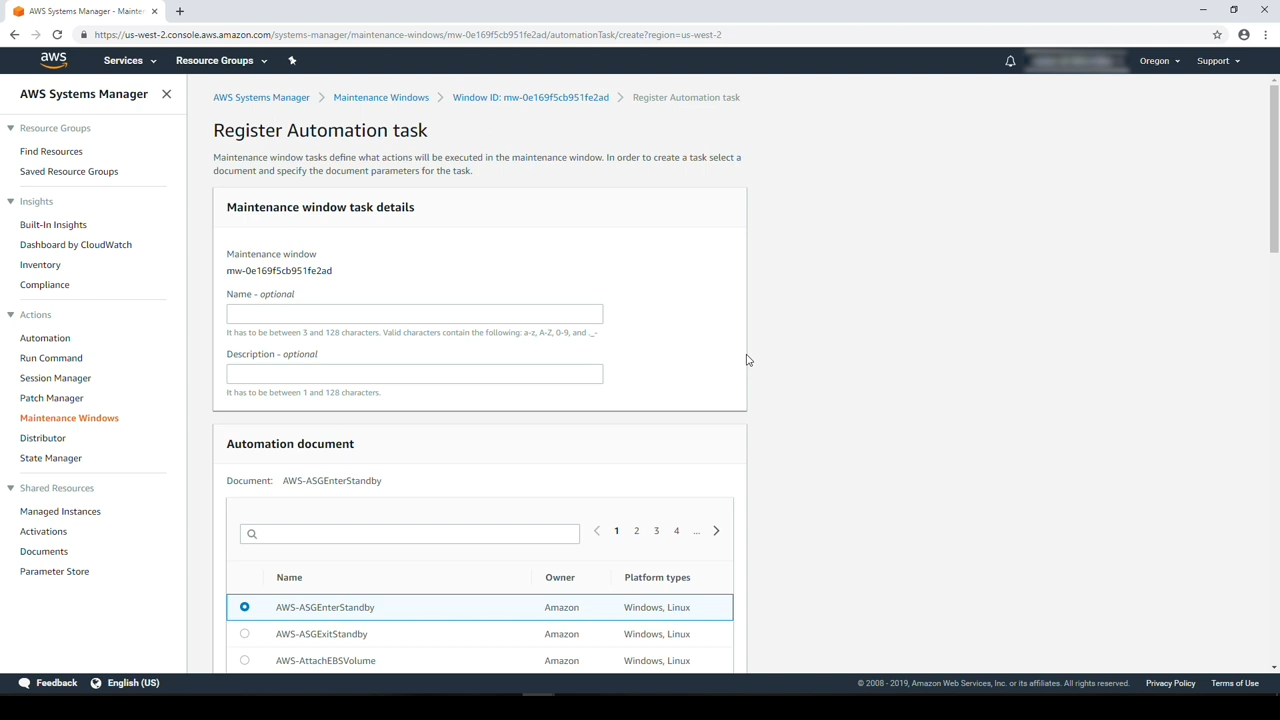 AWS Systems Manager - Mainte
https://us-west-2.console.aws.amazon.com/systems-manager/maintenance-windows/mw-0e169f5cb951fe2ad/automationTask/create?region=us-west-2
aws
Services
Resource Groups
Oregon
Support
AWS Systems Manager
Resource Groups
Find Resources
Saved Resource Groups
Insights
Built-In Insights
Dashboard by CloudWatch
Inventory
Compliance
Actions
Automation
Run Command
Session Manager
Patch Manager
Maintenance Windows
Distributor
State Manager
Shared Resources
Managed Instances
Activations
Documents
Parameter Store
AWS Systems Manager > Maintenance Windows > Window ID: mw-0e169f5cb951fe2ad > Register Automation task
Register Automation task
Maintenance window tasks define what actions will be executed in the maintenance window. In order to create a task select a
document and specify the document parameters for the task.
Maintenance window task details
Maintenance window
mw-0e169f5cb951fe2ad
Name - optional
It has to be between 3 and 128 characters. Valid characters contain the following: a-z, A-Z, 0-9, and ._-
Description - optional
It has to be between 1 and 128 characters.
Automation document
Document: AWS-ASGEnterStandby
1 2 3 4 ...
Name Owner Platform types
AWS-ASGEnterStandby Amazon Windows, Linux
AWS-ASGExitStandby Amazon Windows, Linux
AWS-AttachEBSVolume Amazon Windows, Linux
Feedback
English (US)
© 2008 - 2019, Amazon Web Services, Inc. or its affiliates. All rights reserved.
Privacy Policy
Terms of Use